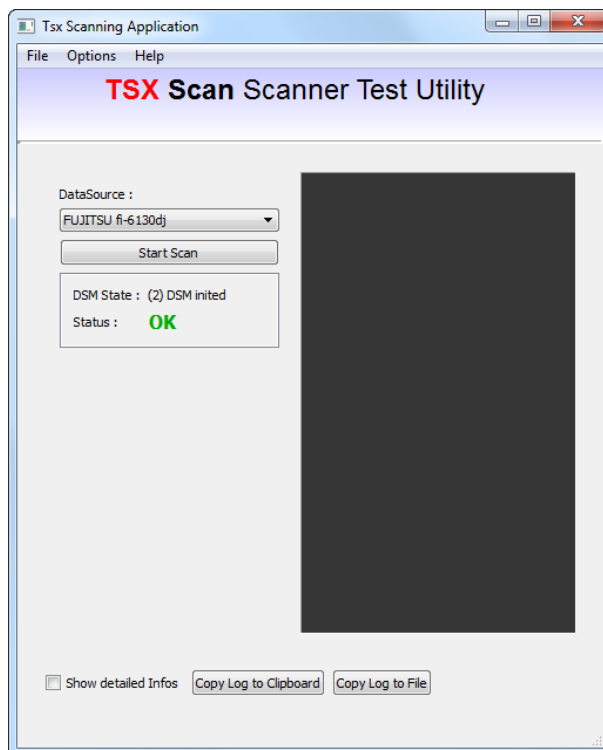 Tsx Scanning Application
File Options Help
TSX Scan Scanner Test Utility
DataSource :
FUJITSU fi-6130dj
Start Scan
DSM State : (2) DSM inited
Status : OK
Show detailed Infos Copy Log to Clipboard Copy Log to File